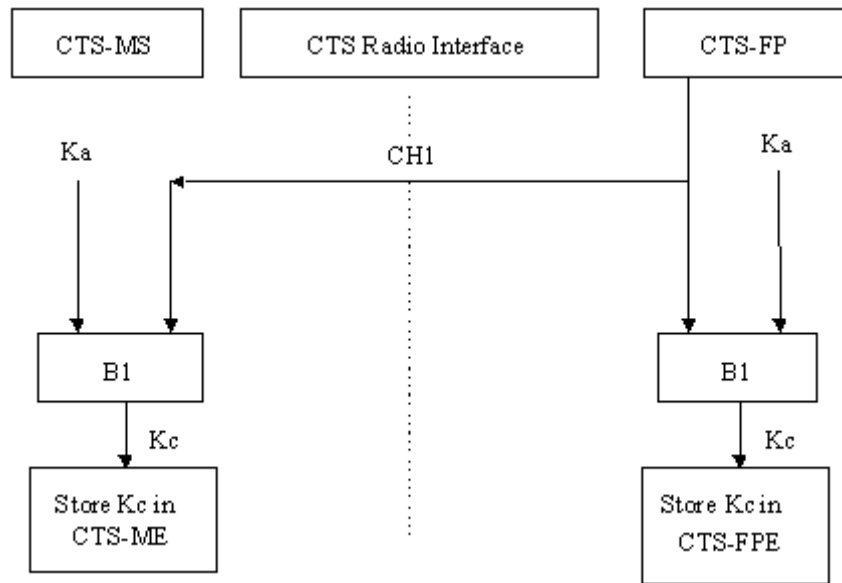 CTS-MS
CTS Radio Interface
CTS-FP
Ka
CH1
Ka
B1
B1
Kc
Kc
Store Kc in
CTS-ME
Store Kc in
CTS-FPE